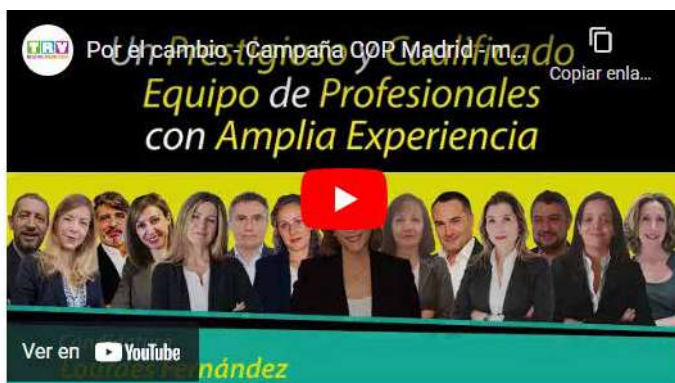 TRV
Por el cambio - Campaña COP Madrid - m...
Copiar enla...
Un Prestigioso y Cualificado
Equipo de Profesionales
con Amplia Experiencia
Ver en YouTube
Lourdes Fernández